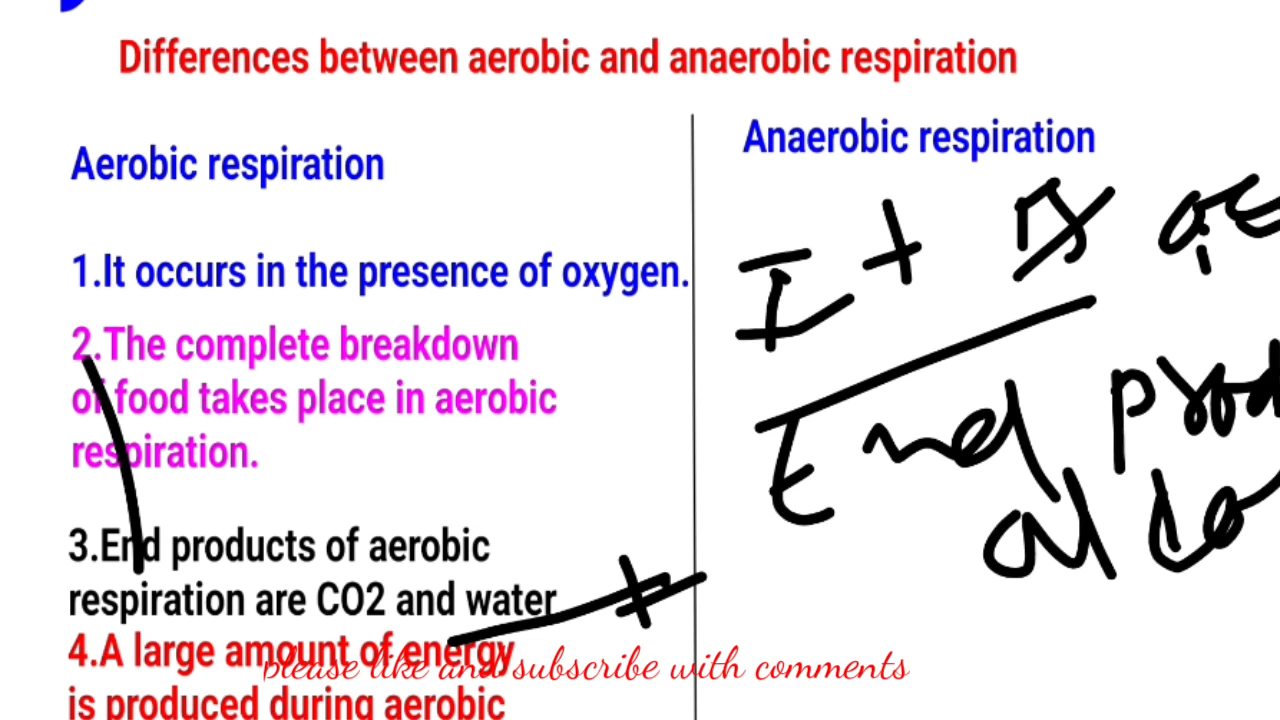 Differences between aerobic and anaerobic respiration
Aerobic respiration
1.It occurs in the presence of oxygen.
2.The complete breakdown
of food takes place in aerobic
respiration.
3.End products of aerobic
respiration are CO2 and water
4.A large amount of energy
is produced during aerobic
Anaerobic respiration
End prod
please like and subscribe with comments